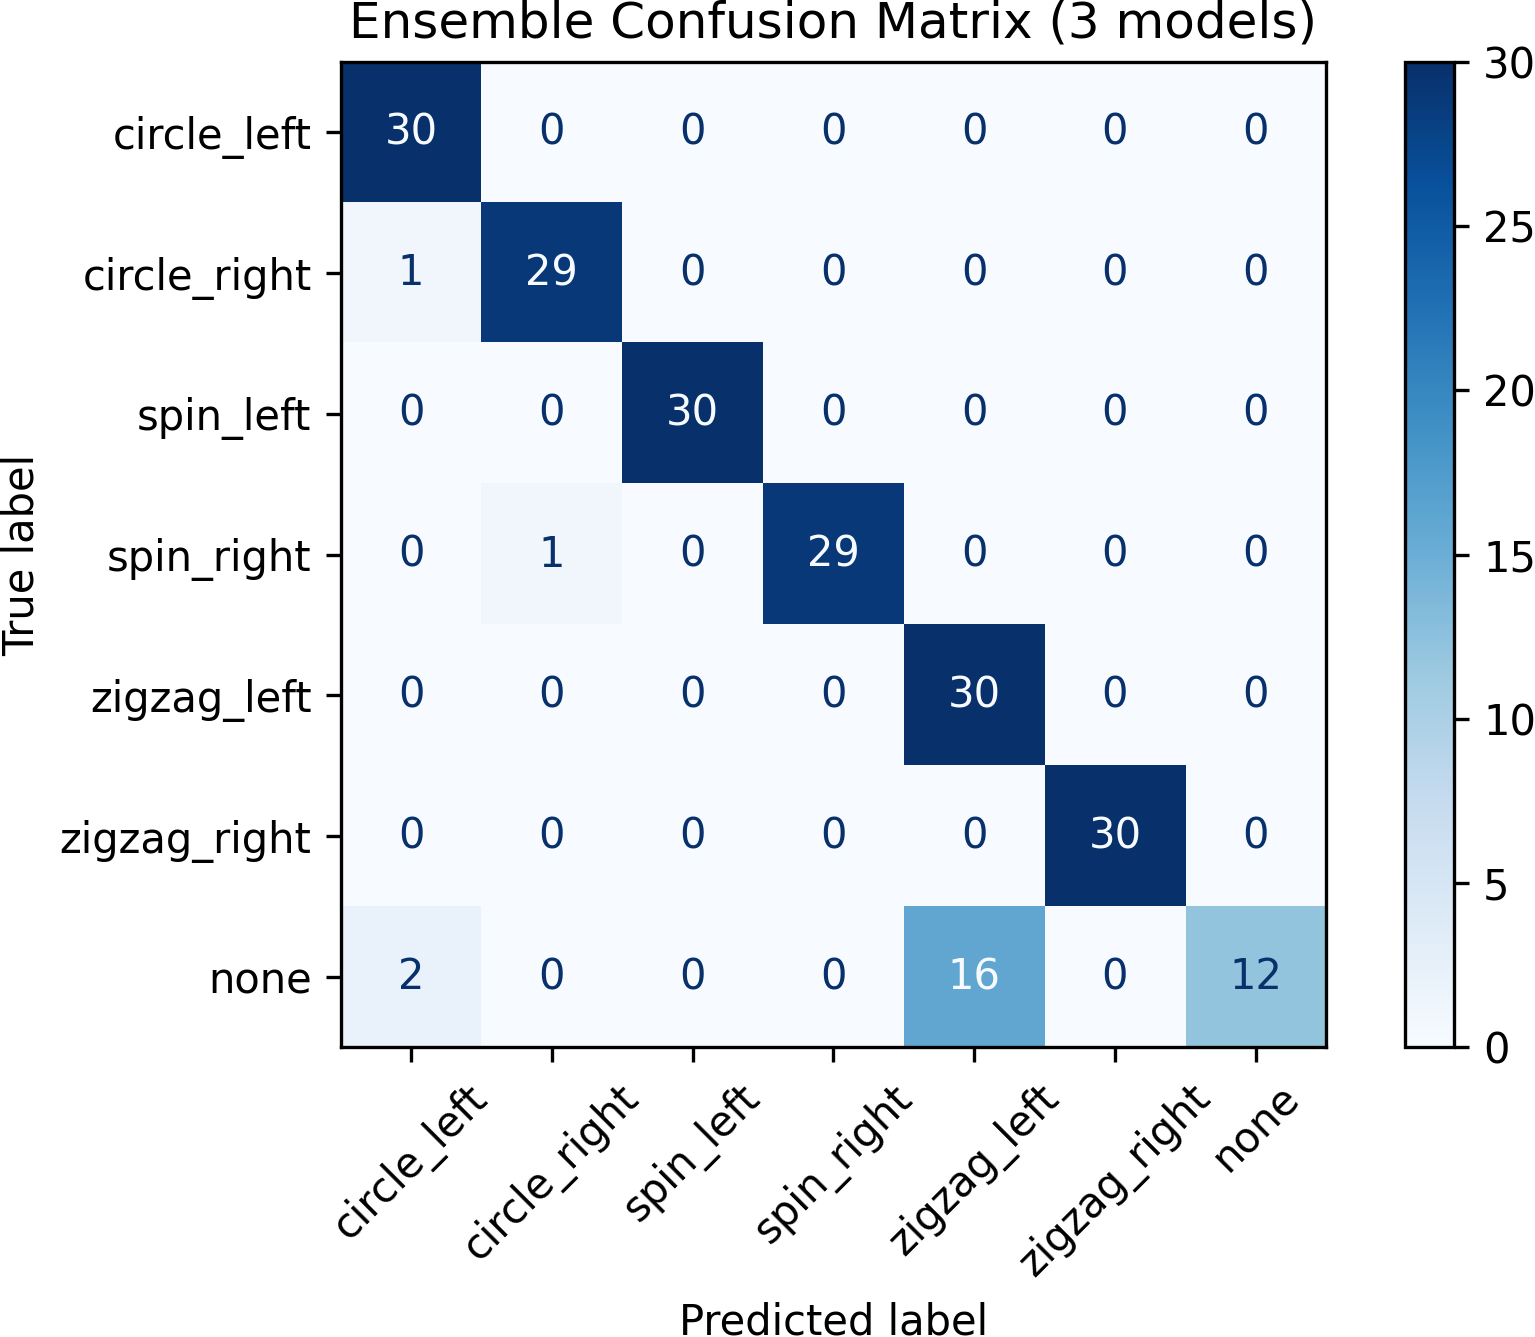 Ensemble Confusion Matrix (3 models)
circle_left 30 0 0 0 0 0 0
circle_right 1 29 0 0 0 0 0
spin_left 0 0 30 0 0 0 0
spin_right 0 1 0 29 0 0 0
zigzag_left 0 0 0 0 30 0 0
zigzag_right 0 0 0 0 0 30 0
none 2 0 0 0 16 0 12
True label
circle_left circle_right spin_left spin_right zigzag_left zigzag_right none
Predicted label
30
25
20
15
10
5
0